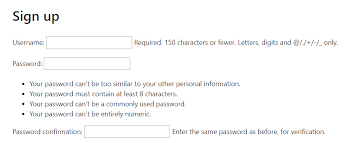 Sign up
Username: Required. 150 characters or fewer. Letters, digits and @/./+/-/_ only.
Password:
Your password can't be too similar to your other personal information.
Your password must contain at least 8 characters.
Your password can't be a commonly used password.
Your password can't be entirely numeric.
Password confirmation: Enter the same password as before, for verification.